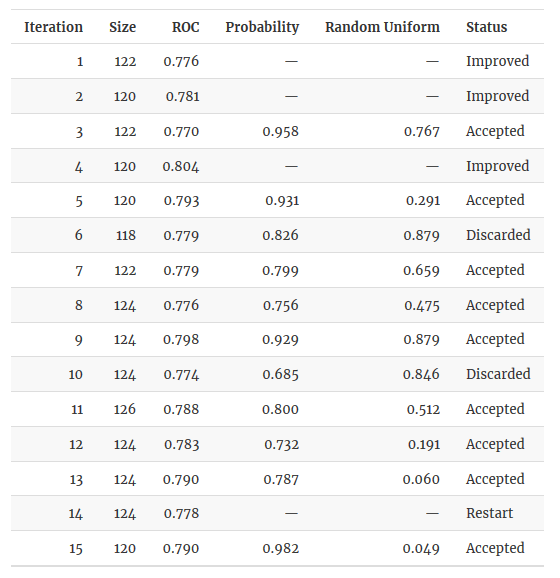 Iteration Size ROC Probability Random Uniform Status
1 122 0.776 — — Improved
2 120 0.781 — — Improved
3 122 0.770 0.958 0.767 Accepted
4 120 0.804 — — Improved
5 120 0.793 0.931 0.291 Accepted
6 118 0.779 0.826 0.879 Discarded
7 122 0.779 0.799 0.659 Accepted
8 124 0.776 0.756 0.475 Accepted
9 124 0.798 0.929 0.879 Accepted
10 124 0.774 0.685 0.846 Discarded
11 126 0.788 0.800 0.512 Accepted
12 124 0.783 0.732 0.191 Accepted
13 124 0.790 0.787 0.060 Accepted
14 124 0.778 — — Restart
15 120 0.790 0.982 0.049 Accepted